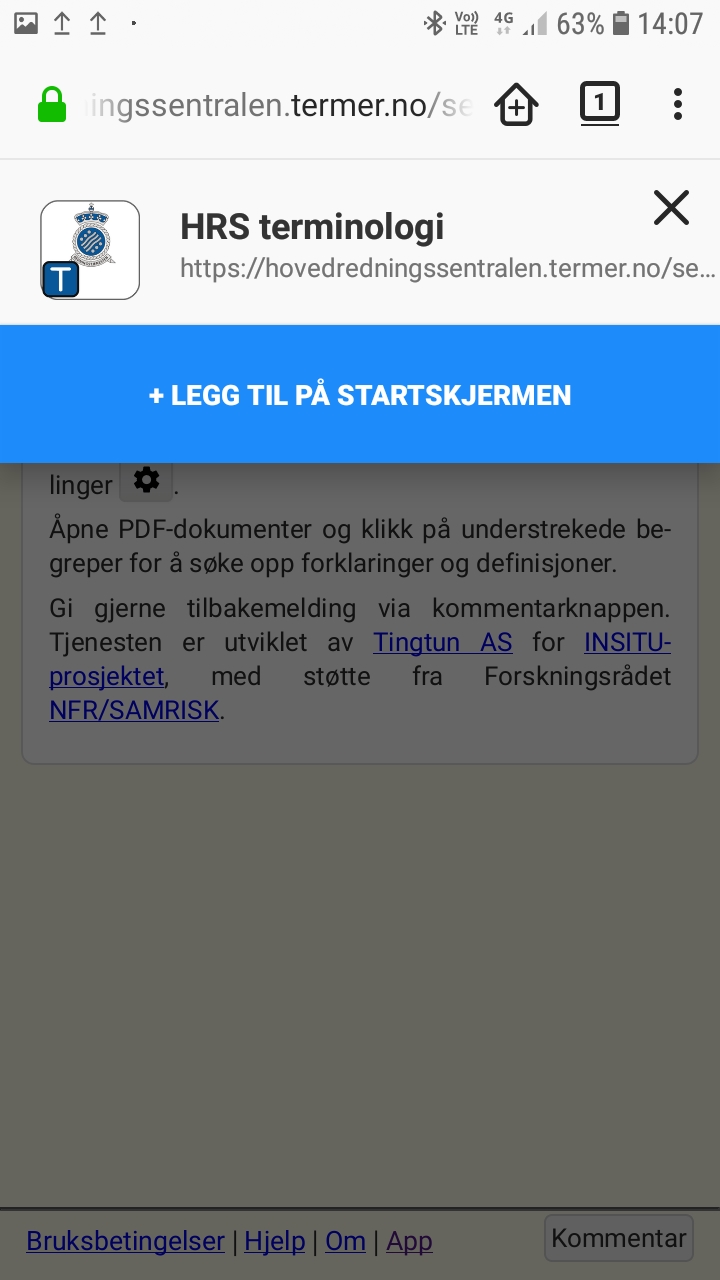 Vo)) LTE 4G 63% 14:07
ingssentralen.termer.no/se 1
HRS terminologi
https://hovedredningssentralen.termer.no/se...
T
+ LEGG TIL PÅ STARTSKJERMEN
linger .
Åpne PDF-dokumenter og klikk på understrekede be-
greper for å søke opp forklaringer og definisjoner.
Gi gjerne tilbakemelding via kommentarknappen.
Tjenesten er utviklet av Tingtun AS for INSITU-
prosjektet, med støtte fra Forskningsrådet
NFR/SAMRISK.
Bruksbetingelser | Hjelp | Om | App Kommentar